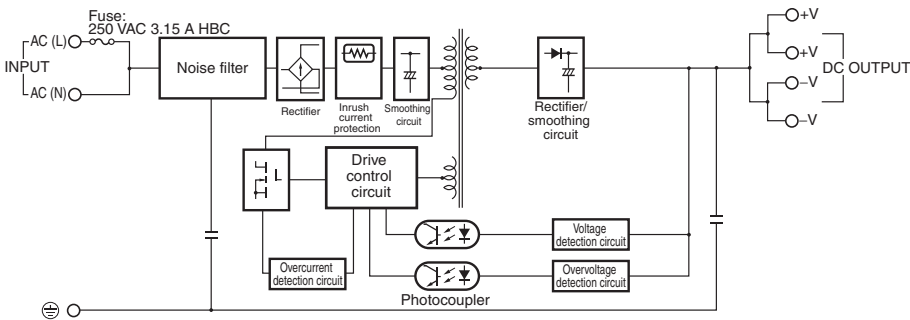 Fuse:
250 VAC 3.15 A HBC
AC (L)
INPUT
AC (N)
Noise filter
Rectifier
Inrush
current
protection
Smoothing
circuit
Rectifier/
smoothing
circuit
+V
+V
DC OUTPUT
−V
−V
Drive
control
circuit
Overcurrent
detection circuit
Voltage
detection circuit
Overvoltage
detection circuit
Photocoupler